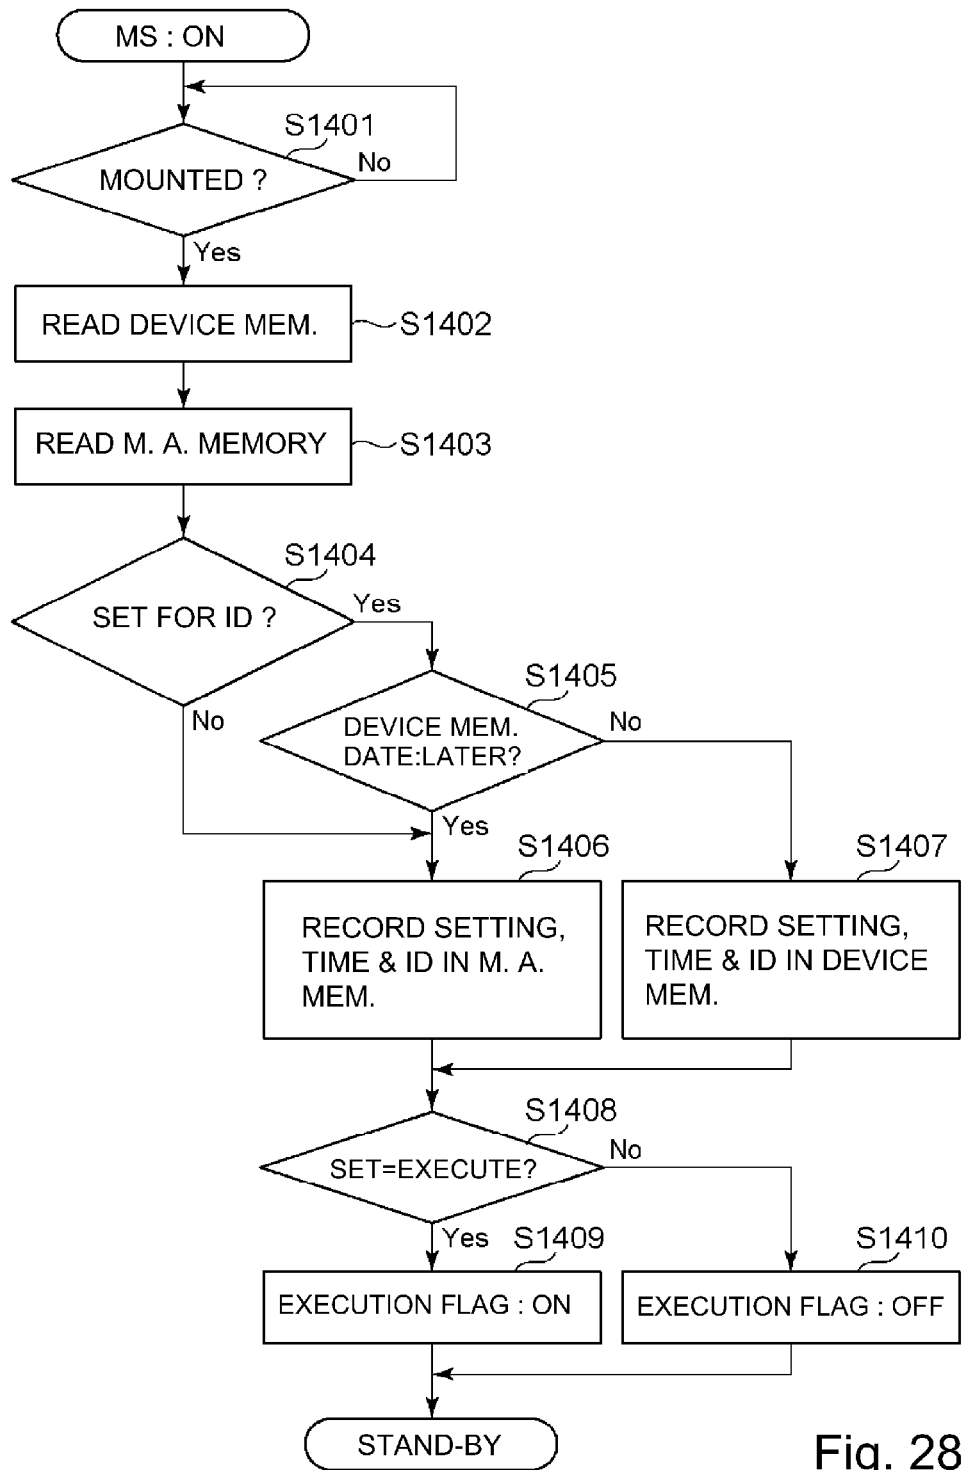 MS : ON
S1401
MOUNTED ?
No
Yes
READ DEVICE MEM.
S1402
READ M. A. MEMORY
S1403
S1404
SET FOR ID ?
Yes
No
S1405
DEVICE MEM.
DATE:LATER?
No
Yes
S1406
RECORD SETTING,
TIME & ID IN M. A.
MEM.
S1407
RECORD SETTING,
TIME & ID IN DEVICE
MEM.
S1408
SET=EXECUTE?
No
Yes
S1409
EXECUTION FLAG : ON
S1410
EXECUTION FLAG : OFF
STAND-BY
Fig. 28